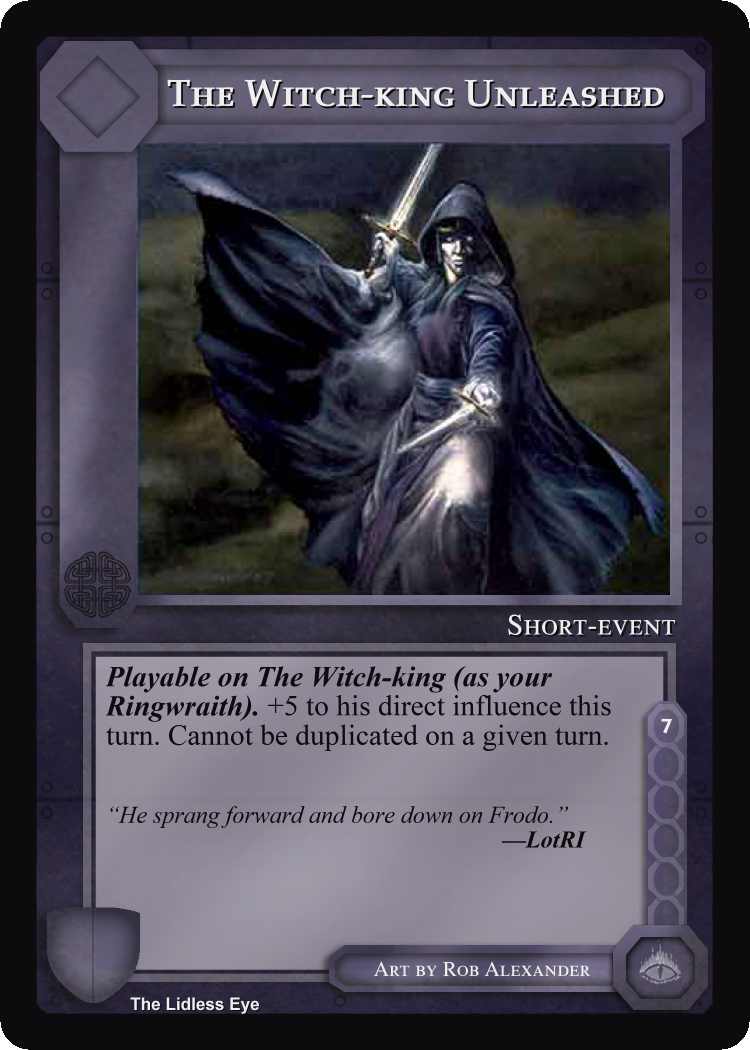 The Witch-king Unleashed
Short-event
Playable on The Witch-king (as your
Ringwraith). +5 to his direct influence this
turn. Cannot be duplicated on a given turn.
7
“He sprang forward and bore down on Frodo.”
—LotRI
Art by Rob Alexander
The Lidless Eye